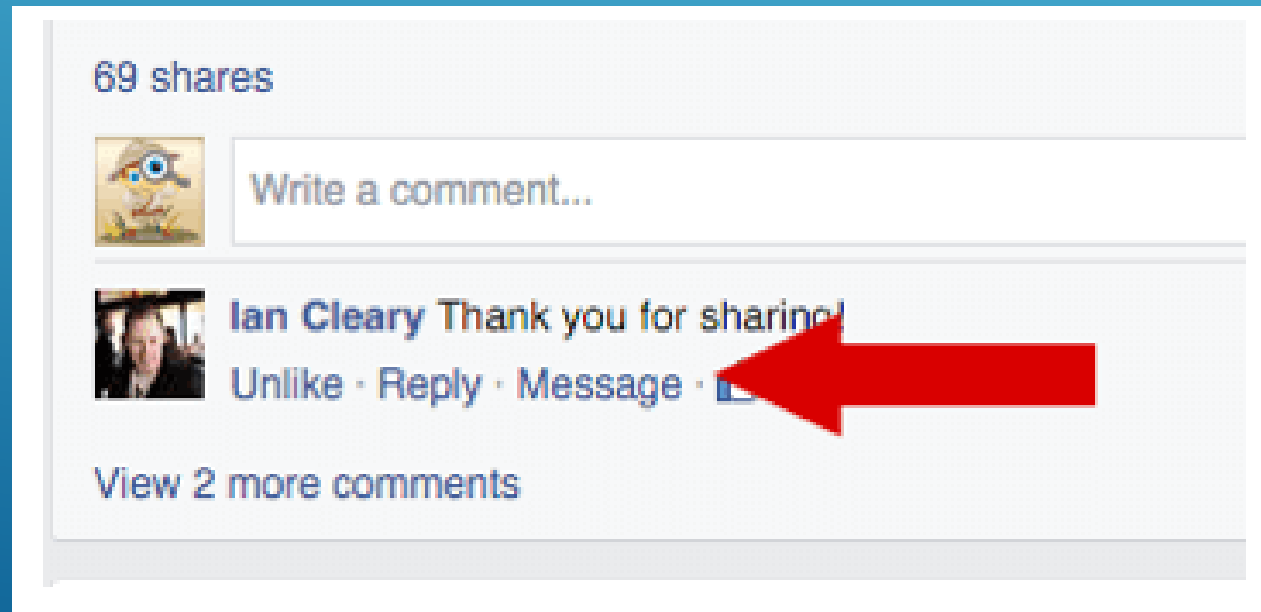 69 shares
Write a comment...
Ian Cleary Thank you for sharing!
Unlike · Reply · Message ·
View 2 more comments